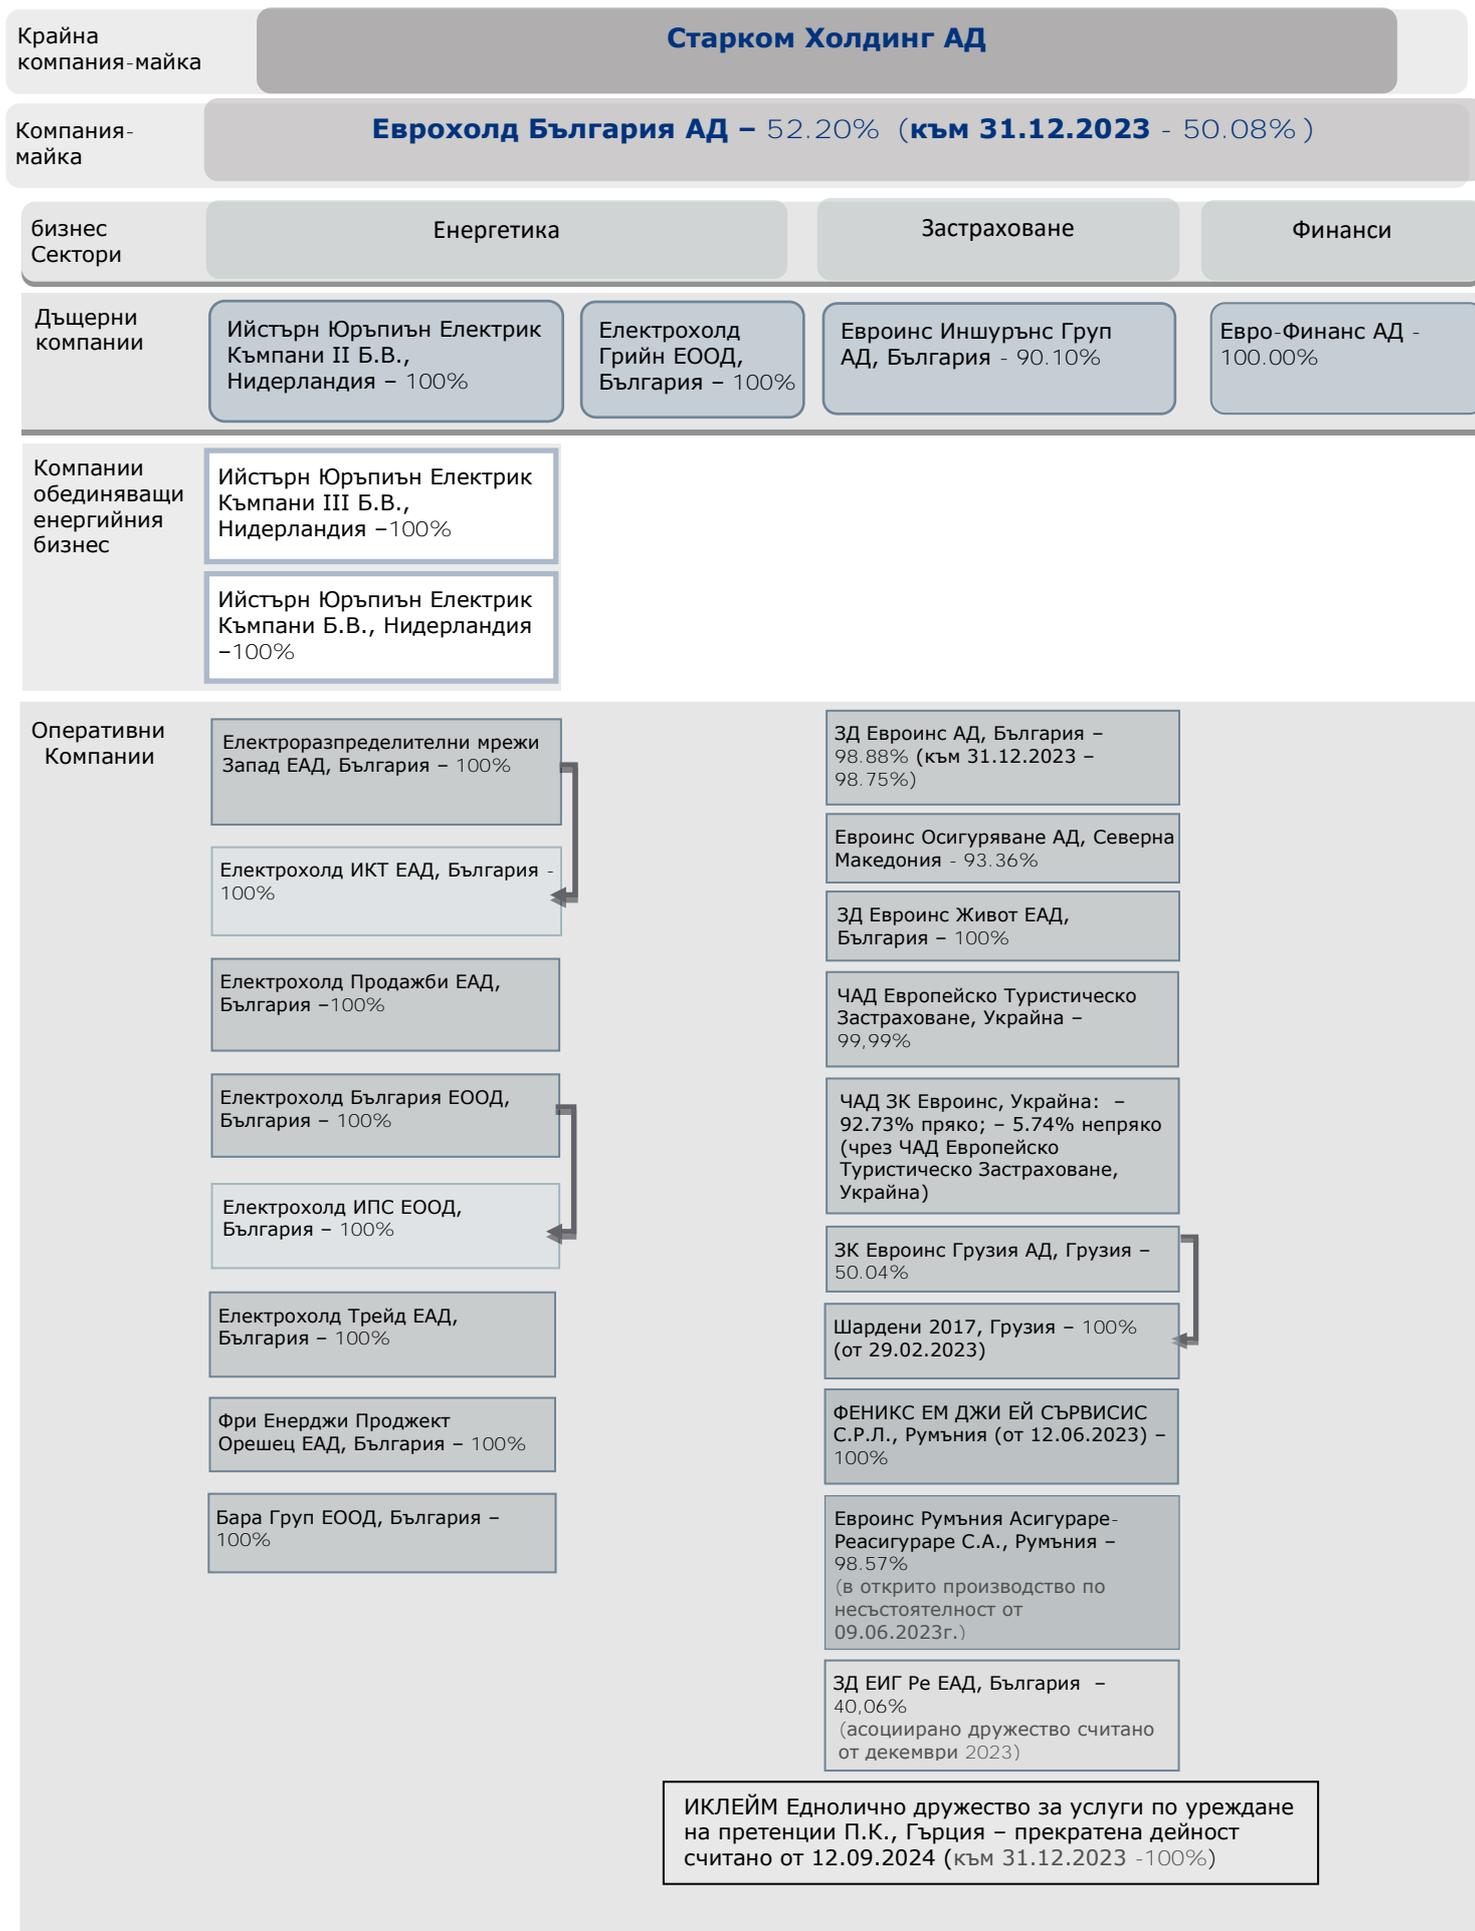 Крайна
компания-майка
Старком Холдинг АД
Компания-
майка
Еврохолд България АД – 52.20% (към 31.12.2023 - 50.08% )
бизнес
Сектори
Енергетика
Застраховане
Финанси
Дъщерни
компании
Ийстърн Юръпиън Електрик
Къмпани II Б.В.,
Нидерландия – 100%
Електрохолд
Грийн ЕООД,
България – 100%
Евроинс Иншурънс Груп
АД, България - 90.10%
Евро-Финанс АД -
100.00%
Компании
обединяващи
енергийния
бизнес
Ийстърн Юръпиън Електрик
Къмпани III Б.В.,
Нидерландия –100%
Ийстърн Юръпиън Електрик
Къмпани Б.В., Нидерландия
–100%
Оперативни
Компании
Електроразпределителни мрежи
Запад ЕАД, България – 100%
Електрохолд ИКТ ЕАД, България -
100%
Електрохолд Продажби ЕАД,
България –100%
Електрохолд България ЕООД,
България – 100%
Електрохолд ИПС ЕООД,
България – 100%
Електрохолд Трейд ЕАД,
България – 100%
Фри Енерджи Проджект
Орешец ЕАД, България – 100%
Бара Груп ЕООД, България –
100%
ЗД Евроинс АД, България –
98.88% (към 31.12.2023 –
98.75%)
Евроинс Осигуряване АД, Северна
Македония - 93.36%
ЗД Евроинс Живот ЕАД,
България – 100%
ЧАД Европейско Туристическо
Застраховане, Украйна –
99,99%
ЧАД ЗК Евроинс, Украйна: –
92.73% пряко; – 5.74% непряко
(чрез ЧАД Европейско
Туристическо Застраховане,
Украйна)
ЗК Евроинс Грузия АД, Грузия –
50.04%
Шардени 2017, Грузия – 100%
(от 29.02.2023)
ФЕНИКС ЕМ ДЖИ ЕЙ СЪРВИСИС
С.Р.Л., Румъния (от 12.06.2023) –
100%
Евроинс Румъния Асигураре-
Реасигураре С.А., Румъния –
98.57%
(в открито производство по
несъстоятелност от
09.06.2023г.)
ЗД ЕИГ Ре ЕАД, България –
40,06%
(асоциирано дружество считано
от декември 2023)
ИКЛЕЙМ Еднолично дружество за услуги по уреждане
на претенции П.К., Гърция – прекратена дейност
считано от 12.09.2024 (към 31.12.2023 -100%)